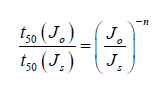 t50 (Jo) / t50 (Js) = (Jo / Js)^-n